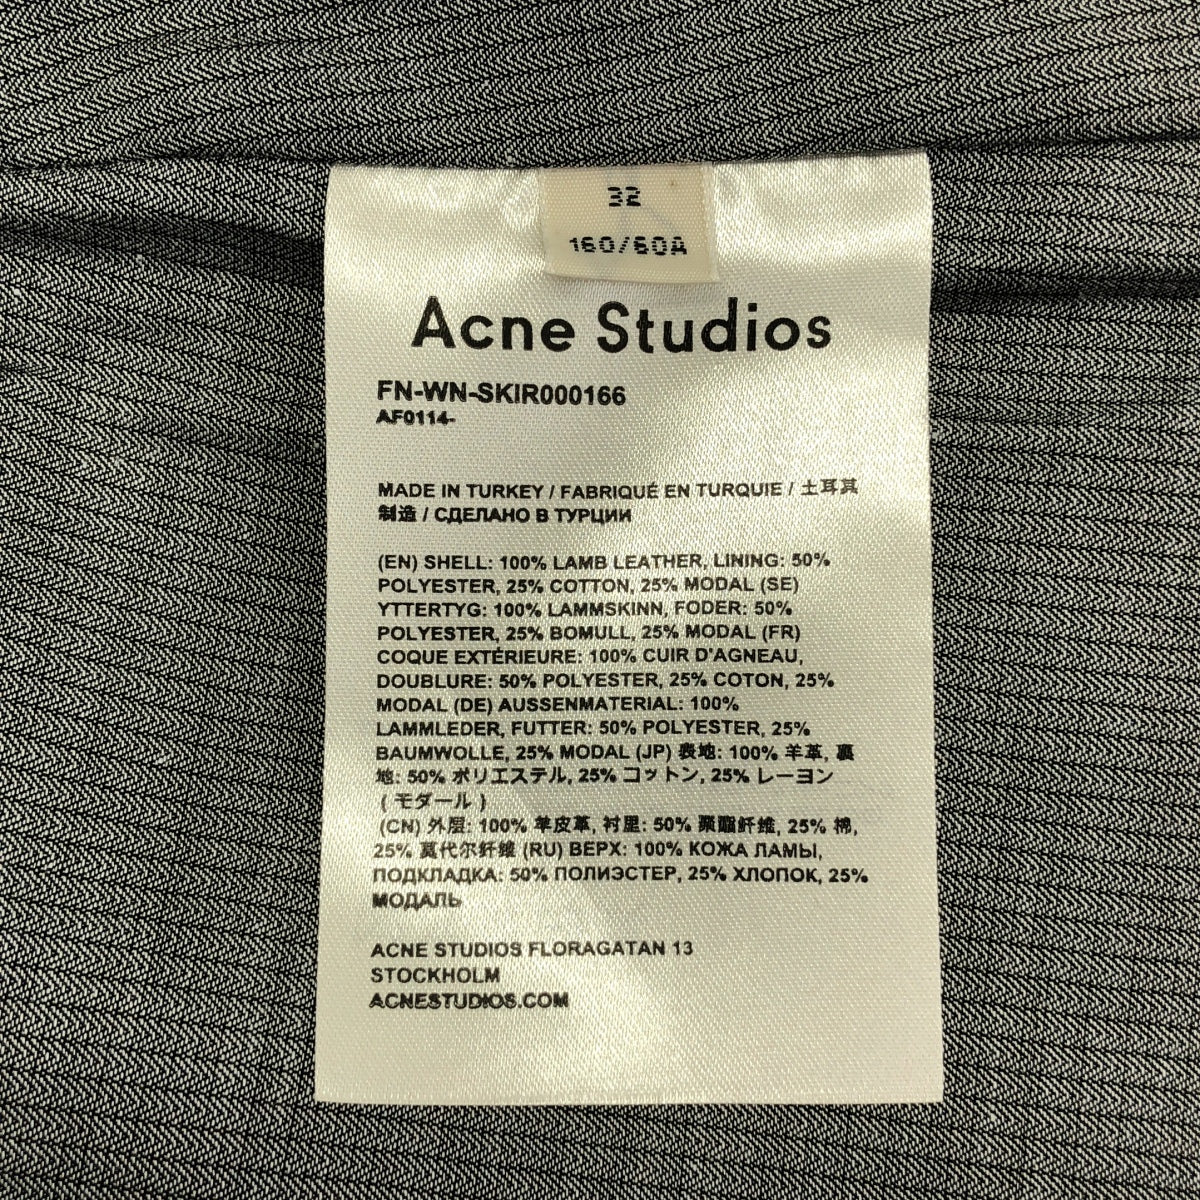 32
160/60A
Acne Studios
FN-WN-SKIR000166
AF0114-
MADE IN TURKEY / FABRIQUÉ EN TURQUIE / 土耳其
制造 / СДЕЛАНО В ТУРЦИИ
(EN) SHELL: 100% LAMB LEATHER, LINING: 50%
POLYESTER, 25% COTTON, 25% MODAL (SE)
YTTERTYG: 100% LAMMSKINN, FODER: 50%
POLYESTER, 25% BOMULL, 25% MODAL (FR)
COQUE EXTÉRIEURE: 100% CUIR D'AGNEAU,
DOUBLURE: 50% POLYESTER, 25% COTON, 25%
MODAL (DE) AUSSENMATERIAL: 100%
LAMMLEDER, FUTTER: 50% POLYESTER, 25%
BAUMWOLLE, 25% MODAL (JP) 表地: 100% 羊革, 裏
地: 50% ポリエステル, 25% コットン, 25% レーヨン
( モダール )
(CN) 外层: 100% 羊皮革, 衬里: 50% 聚酯纤维, 25% 棉,
25% 莫代尔纤维 (RU) ВЕРХ: 100% КОЖА ЛАМЫ,
ПОДКЛАДКА: 50% ПОЛИЭСТЕР, 25% ХЛОПОК, 25%
МОДАЛЬ
ACNE STUDIOS FLORAGATAN 13
STOCKHOLM
ACNESTUDIOS.COM